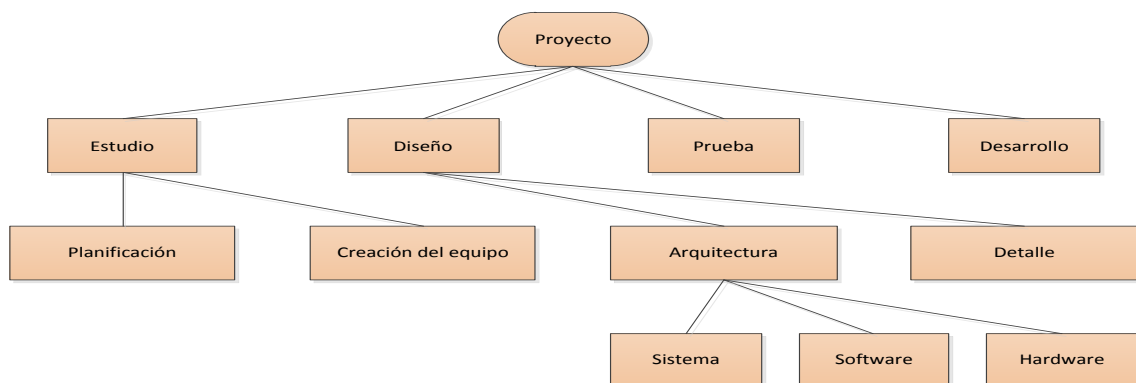 Proyecto
Estudio
Diseño
Prueba
Desarrollo
Planificación
Creación del equipo
Arquitectura
Detalle
Sistema
Software
Hardware